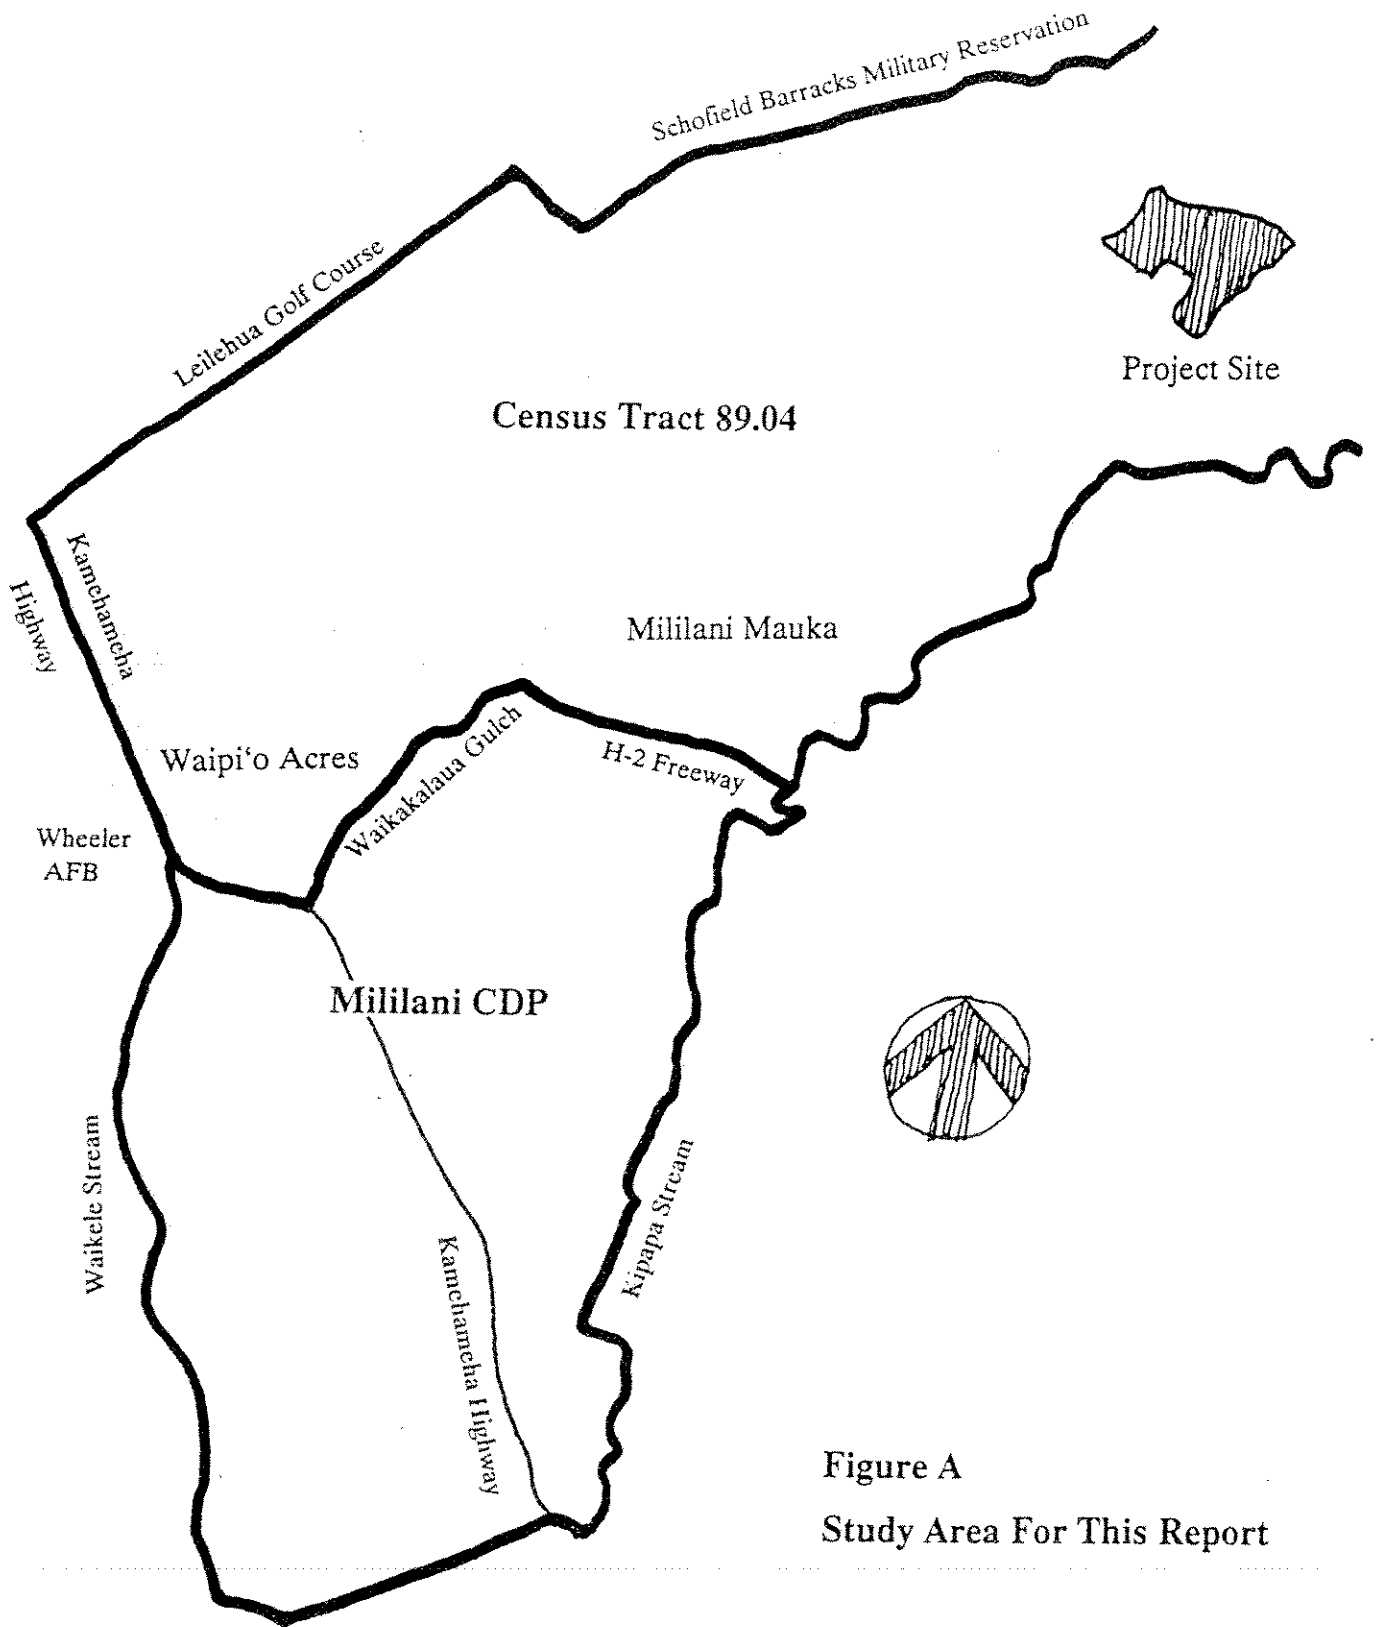 Schofield Barracks Military Reservation
Leilehua Golf Course
Project Site
Census Tract 89.04
Kamehameha
Highway
Mililani Mauka
Waipi‘o Acres
Waikakalaua Gulch
H-2 Freeway
Wheeler
AFB
Mililani CDP
Waikele Stream
Kipapa Stream
Kamehameha Highway
Figure A
Study Area For This Report